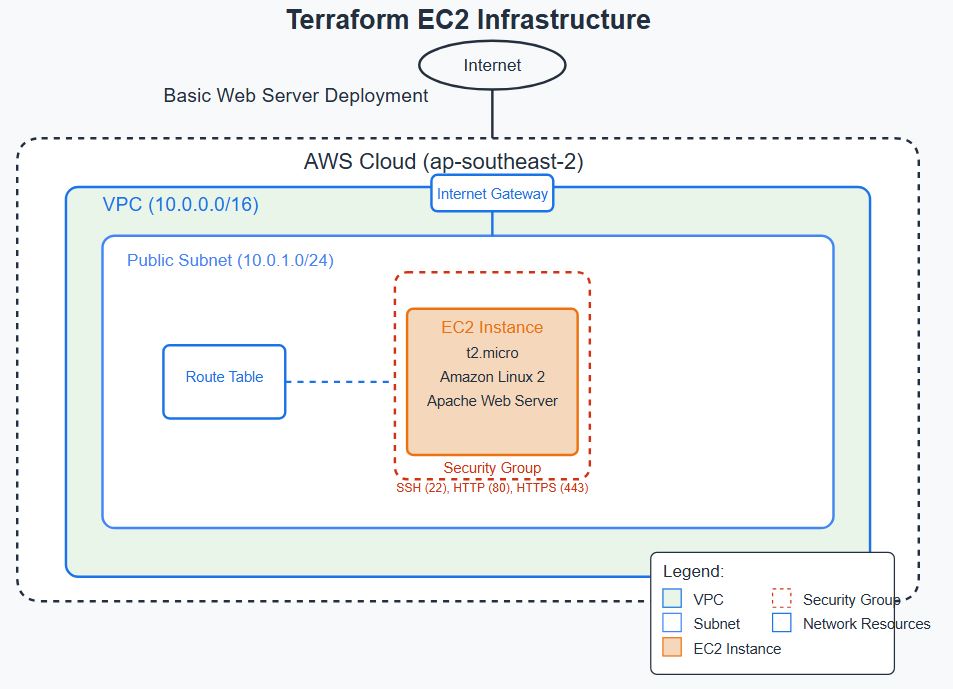 Terraform EC2 Infrastructure
Internet
Basic Web Server Deployment
AWS Cloud (ap-southeast-2)
Internet Gateway
VPC (10.0.0.0/16)
Public Subnet (10.0.1.0/24)
Route Table
EC2 Instance
t2.micro
Amazon Linux 2
Apache Web Server
Security Group
SSH (22), HTTP (80), HTTPS (443)
Legend:
VPC
Security Group
Subnet
Network Resources
EC2 Instance